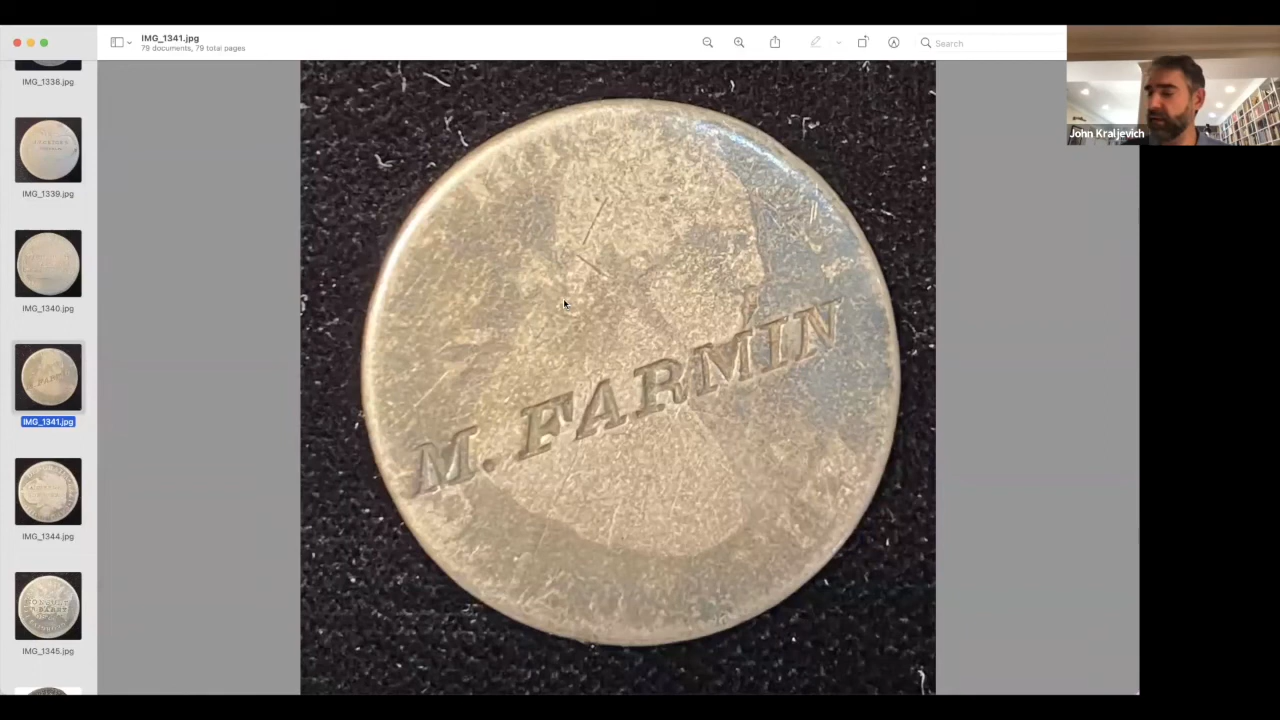 IMG_1341.jpg
79 documents, 79 total pages
Search
John Kraljevich
IMG_1338.jpg
IMG_1339.jpg
IMG_1340.jpg
IMG_1341.jpg
IMG_1344.jpg
IMG_1345.jpg
M. FARMIN